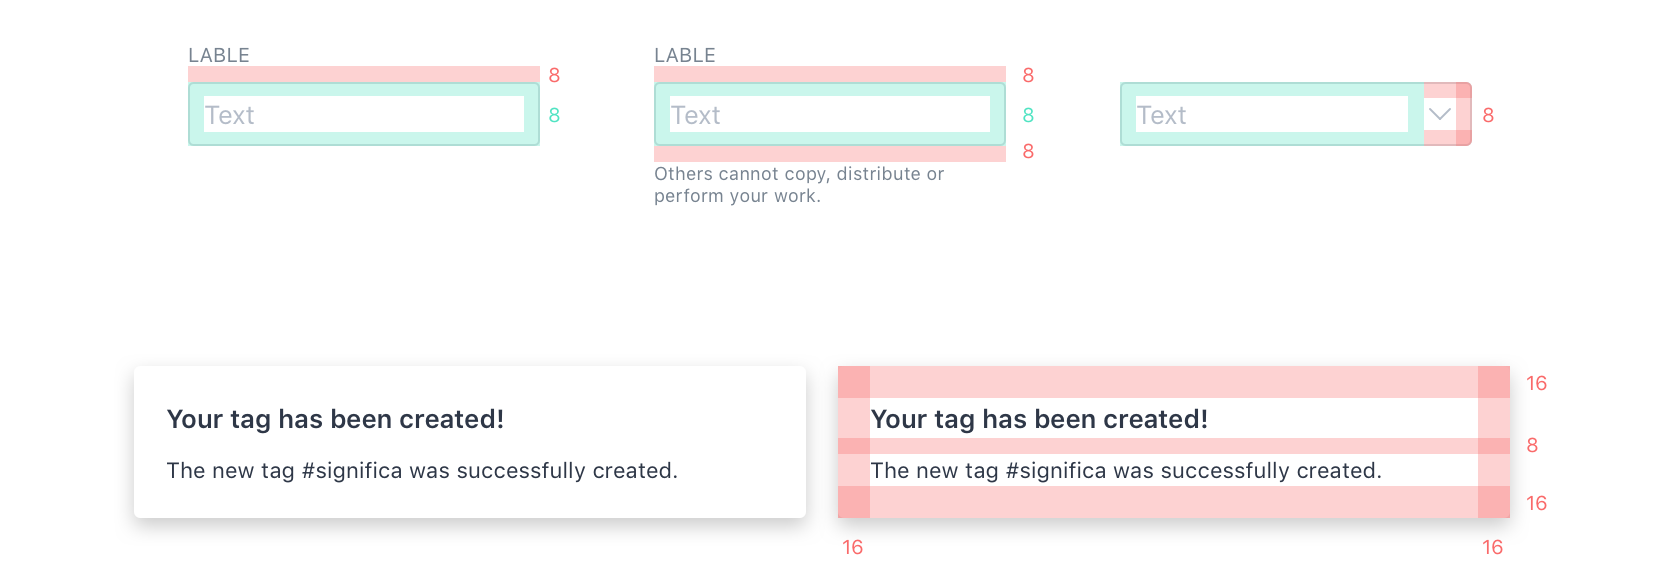 LABLE
8
Text
8
LABLE
8
Text
8
8
Others cannot copy, distribute or
perform your work.
Text
8
Your tag has been created!
The new tag #significa was successfully created.
16
Your tag has been created!
8
The new tag #significa was successfully created.
16
16
16